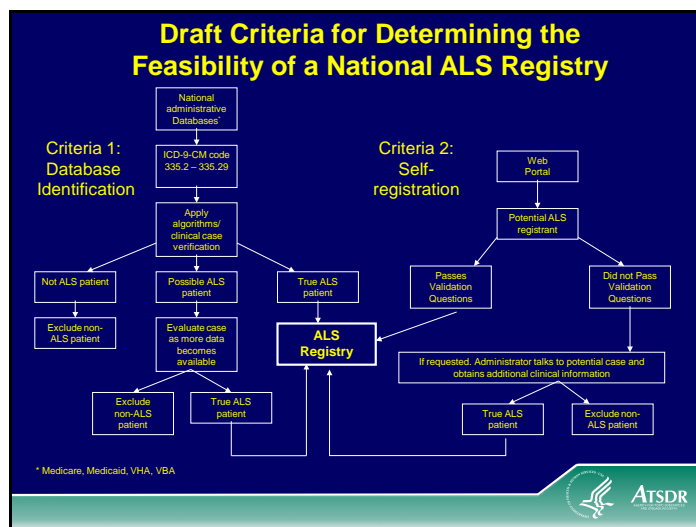 Draft Criteria for Determining the
Feasibility of a National ALS Registry
Criteria 1:
Database
Identification
National
administrative
Databases*
ICD-9-CM code
335.2 – 335.29
Apply
algorithms/
clinical case
verification
Not ALS patient
Possible ALS
patient
True ALS
patient
Exclude non-
ALS patient
Evaluate case
as more data
becomes
available
Exclude
non-ALS
patient
True ALS
patient
ALS
Registry
Criteria 2:
Self-
registration
Web
Portal
Potential ALS
registrant
Passes
Validation
Questions
Did not Pass
Validation
Questions
If requested. Administrator talks to potential case and
obtains additional clinical information
True ALS
patient
Exclude non-
ALS patient
* Medicare, Medicaid, VHA, VBA
ATSDR